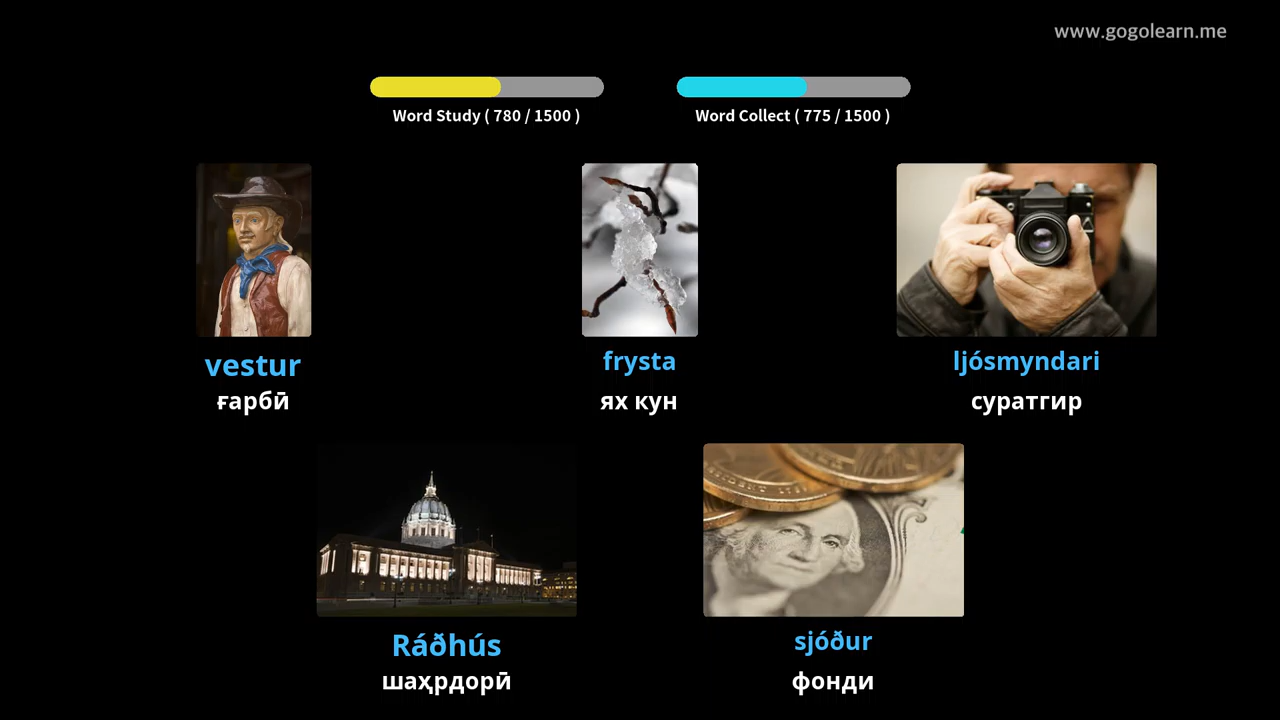 www.gogolearn.me
Word Study ( 780 / 1500 )
Word Collect ( 775 / 1500 )
vestur
ғарбӣ
frysta
ях кун
ljósmyndari
суратгир
Ráðhús
шаҳрдорӣ
sjóður
фонди